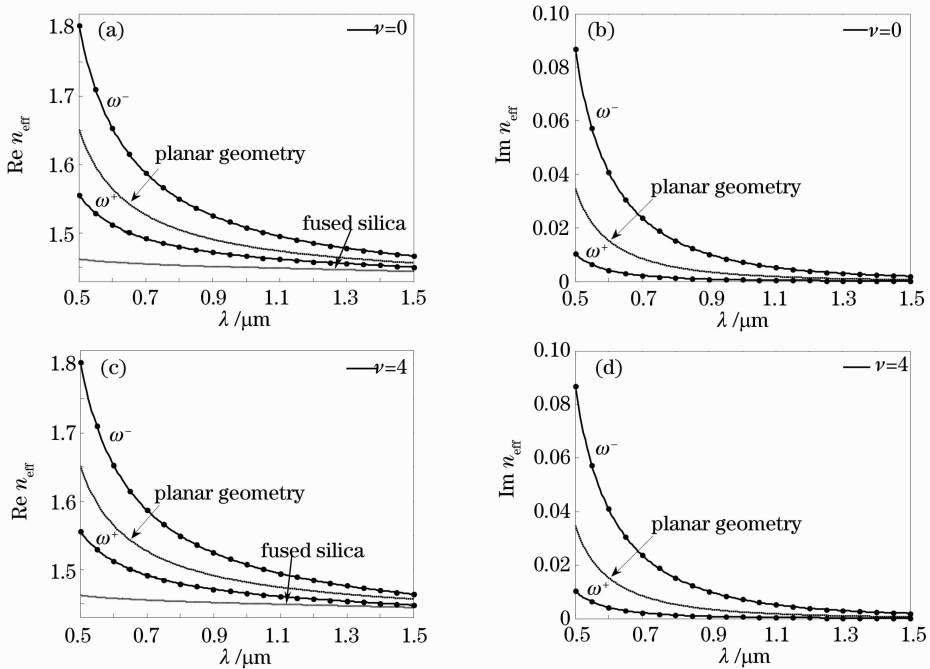 (a)
ν=0
1.8
1.7
1.6
1.5
Re n_eff
ω⁻
planar geometry
ω⁺
fused silica
0.5 0.7 0.9 1.1 1.3 1.5
λ /μm
(b)
ν=0
0.10
0.08
0.06
0.04
0.02
0
Im n_eff
ω⁻
planar geometry
ω⁺
0.5 0.7 0.9 1.1 1.3 1.5
λ /μm
(c)
ν=4
1.8
1.7
1.6
1.5
Re n_eff
ω⁻
planar geometry
ω⁺
fused silica
0.5 0.7 0.9 1.1 1.3 1.5
λ /μm
(d)
ν=4
0.10
0.08
0.06
0.04
0.02
0
Im n_eff
ω⁻
planar geometry
ω⁺
0.5 0.7 0.9 1.1 1.3 1.5
λ /μm